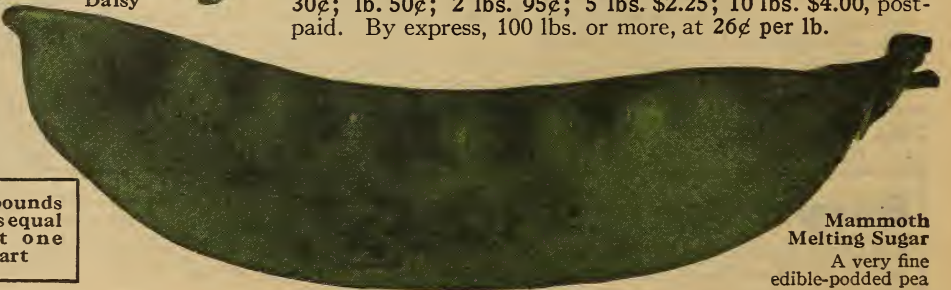 Daisy
30¢; lb. 50¢; 2 lbs. 95¢; 5 lbs. $2.25; 10 lbs. $4.00, post-
paid. By express, 100 lbs. or more, at 26¢ per lb.
ounds
s equal
t one
art
Mammoth
Melting Sugar
A very fine
edible-podded pea